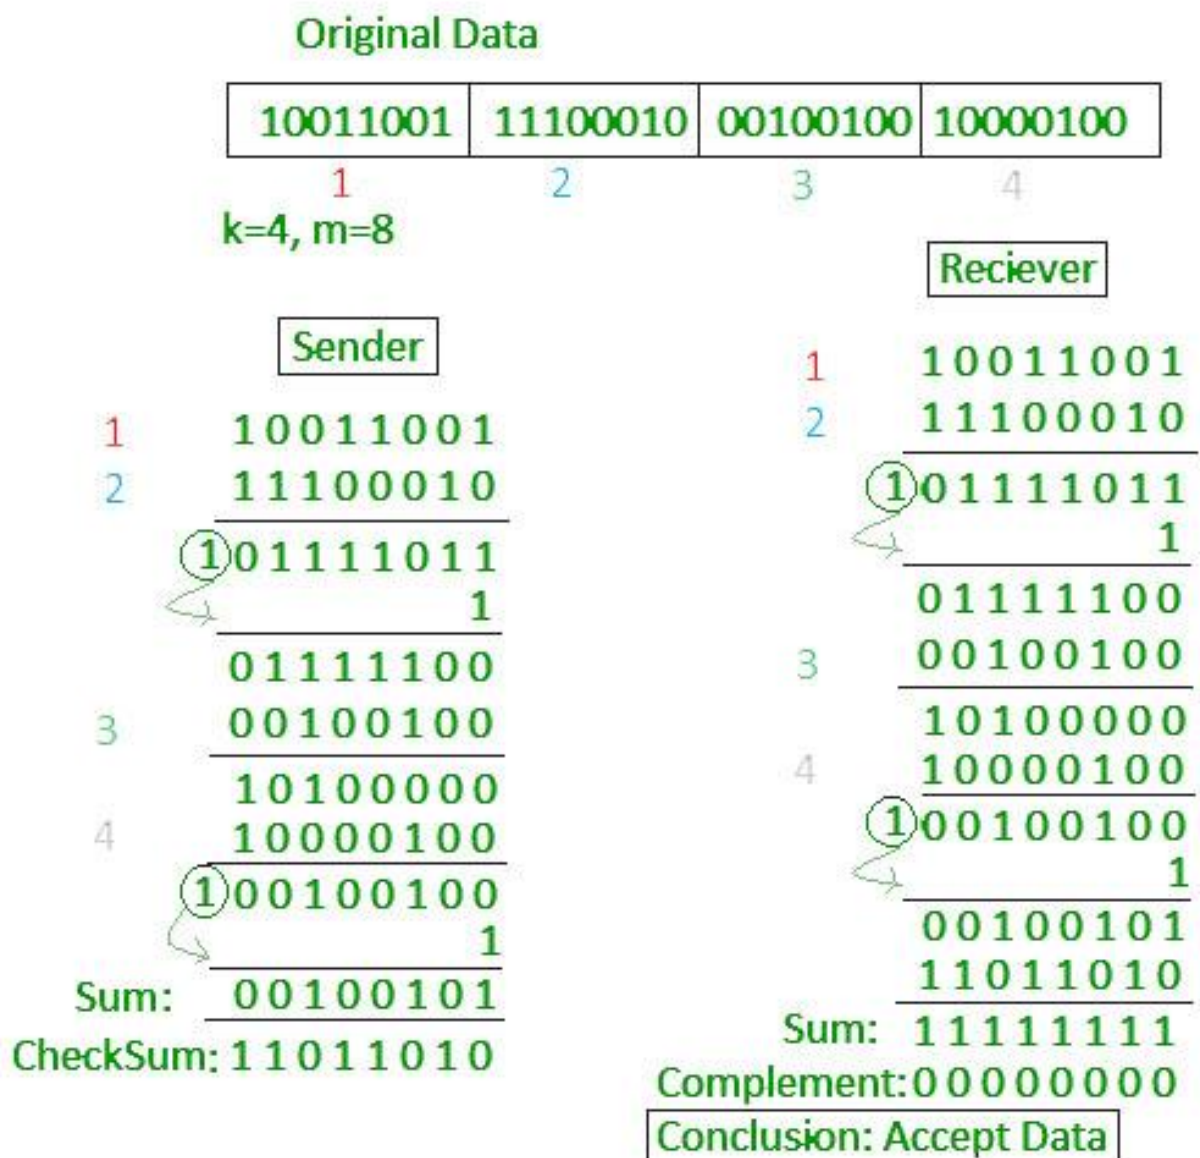 Original Data
10011001 11100010 00100100 10000100
1 2 3 4
k=4, m=8
Sender
1 10011001
2 11100010
1 01111011
1
01111100
3 00100100
10100000
4 10000100
1 00100100
1
Sum: 00100101
CheckSum: 11011010
Reciever
1 10011001
2 11100010
1 01111011
1
01111100
3 00100100
10100000
4 10000100
1 00100100
1
00100101
11011010
Sum: 11111111
Complement: 00000000
Conclusion: Accept Data